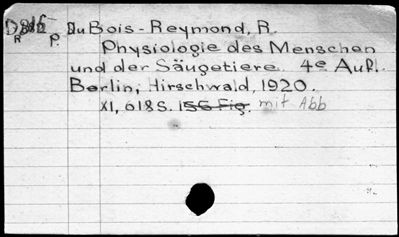 DuBois-Reymond, R.
R P.
Physiologie des Menschen
und der Säugetiere 4e Aufl.
Berlin, Hirschwald, 1920.
XI, 618 S. 156 Fig. mit Abb